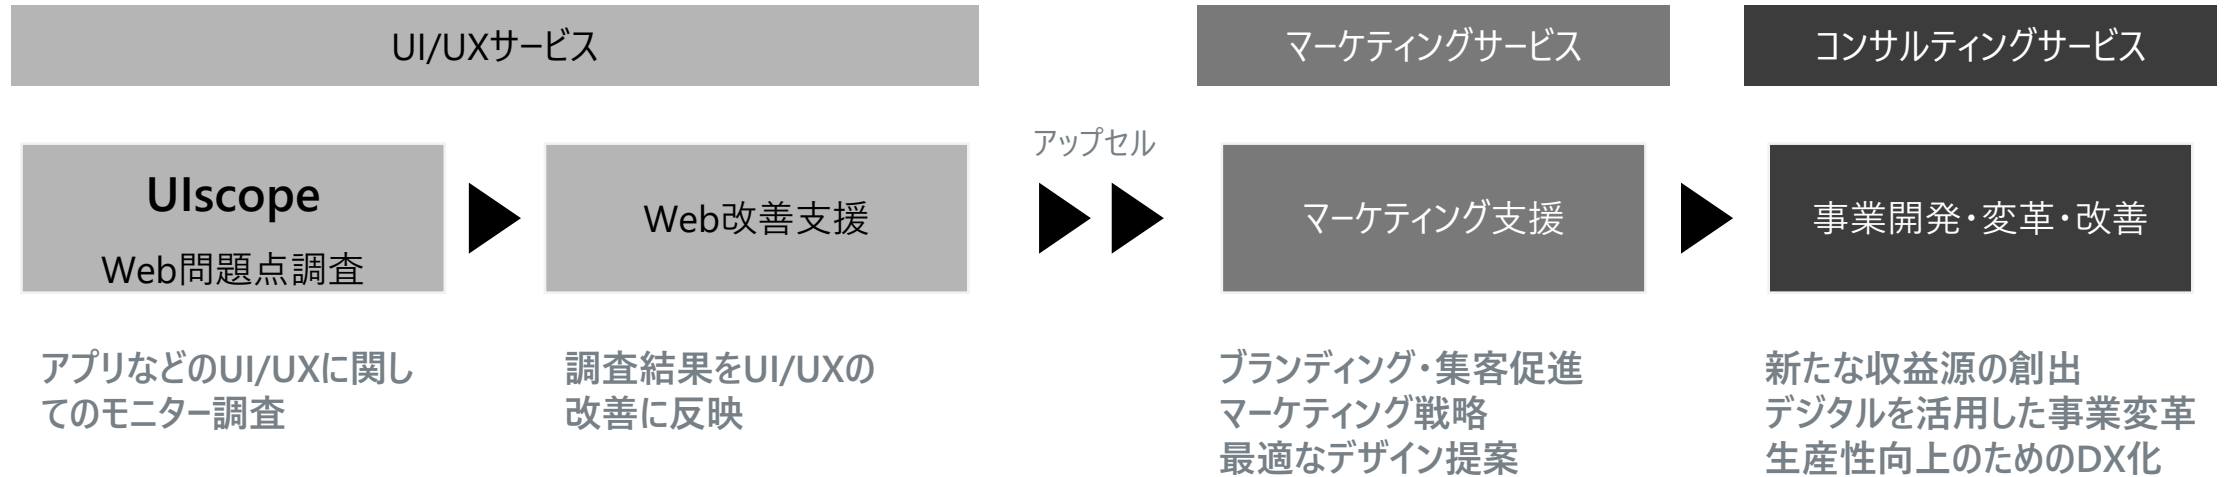 UI/UXサービス
マーケティングサービス
コンサルティングサービス
アップセル
UIscope
Web問題点調査
Web改善支援
マーケティング支援
事業開発・変革・改善
アプリなどのUI/UXに関し
てのモニター調査
調査結果をUI/UXの
改善に反映
ブランディング・集客促進
マーケティング戦略
最適なデザイン提案
新たな収益源の創出
デジタルを活用した事業変革
生産性向上のためのDX化